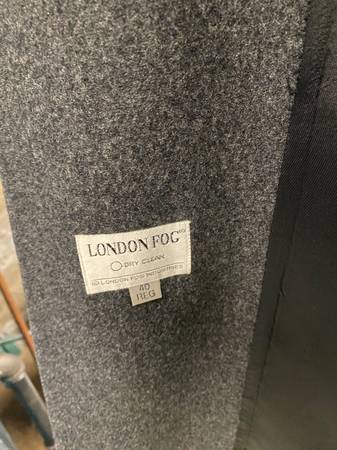 LONDON FOG®
DRY CLEAN
© LONDON FOG INDUSTRIES
40
REG